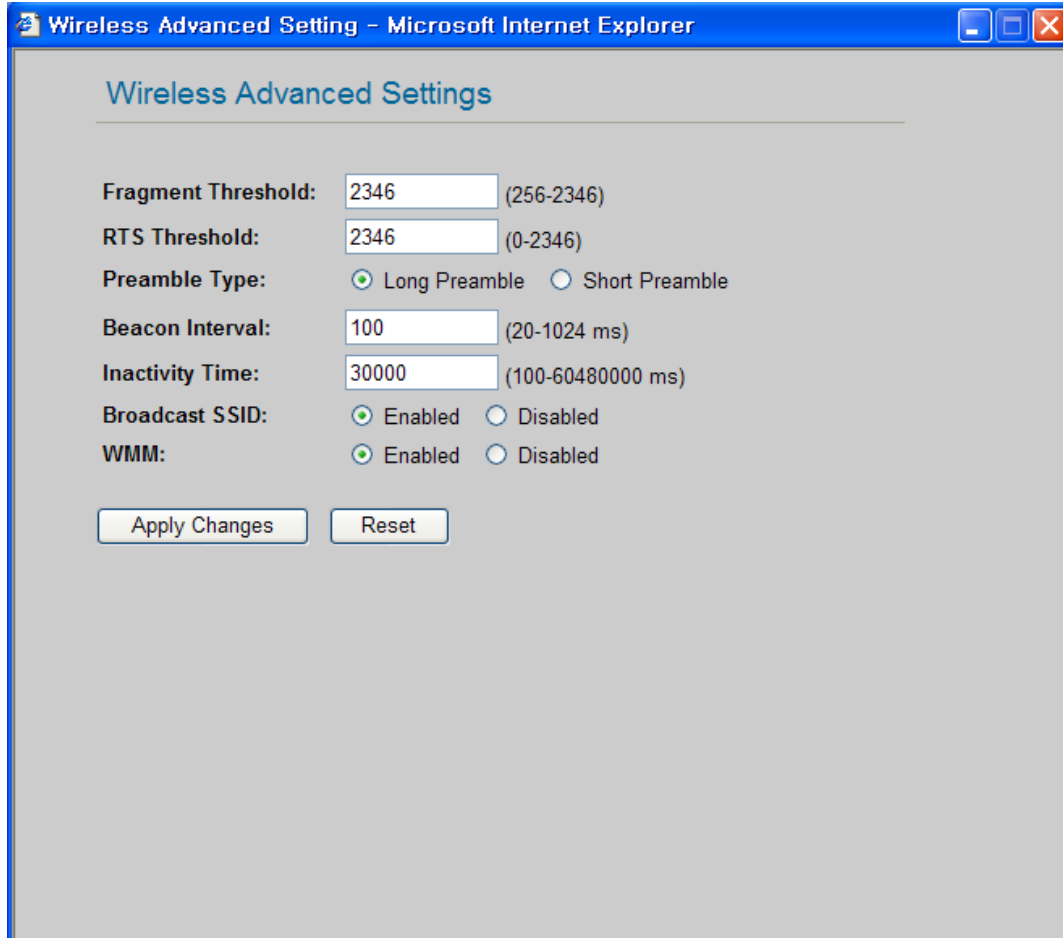 Wireless Advanced Setting - Microsoft Internet Explorer
Wireless Advanced Settings
Fragment Threshold: 2346 (256-2346)
RTS Threshold: 2346 (0-2346)
Preamble Type: Long Preamble Short Preamble
Beacon Interval: 100 (20-1024 ms)
Inactivity Time: 30000 (100-60480000 ms)
Broadcast SSID: Enabled Disabled
WMM: Enabled Disabled
Apply Changes Reset